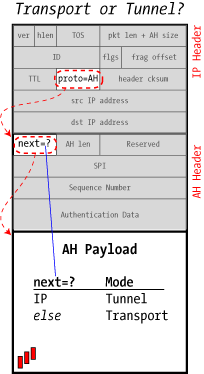 Transport or Tunnel?
ver hlen TOS pkt len + AH size
ID flgs frag offset
TTL proto=AH header cksum
src IP address
dst IP address
IP Header
next=? AH len Reserved
SPI
Sequence Number
Authentication Data
AH Header
AH Payload
next=? Mode
IP Tunnel
else Transport